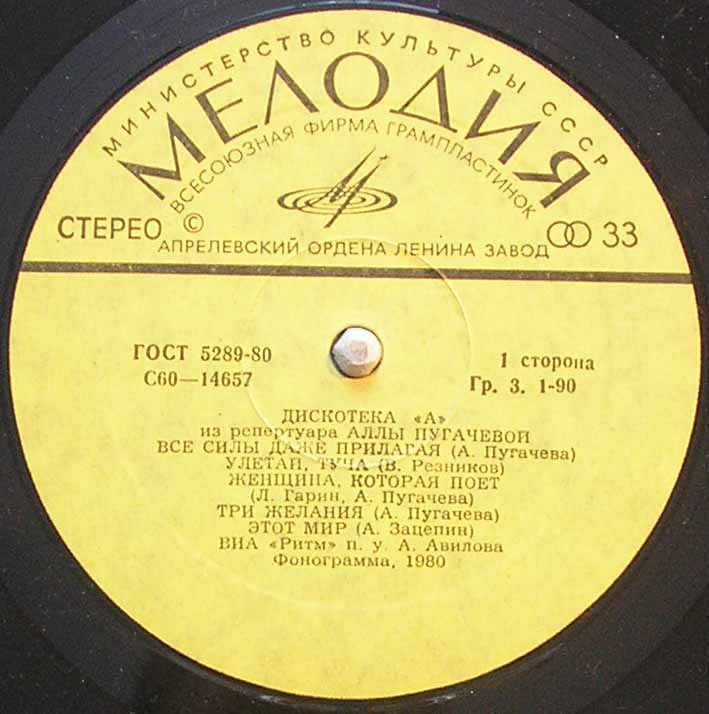 МИНИСТЕРСТВО КУЛЬТУРЫ СССР
МЕЛОДИЯ
ВСЕСОЮЗНАЯ ФИРМА ГРАМПЛАСТИНОК
СТЕРЕО © 33
АПРЕЛЕВСКИЙ ОРДЕНА ЛЕНИНА ЗАВОД
ГОСТ 5289-80 1 сторона
С60—14657 Гр. 3. 1-90
ДИСКОТЕКА «А»
из репертуара АЛЛЫ ПУГАЧЕВОЙ
ВСЕ СИЛЫ ДАЖЕ ПРИЛАГАЯ (А. Пугачева)
УЛЕТАЙ, ТУЧА (В. Резников)
ЖЕНЩИНА, КОТОРАЯ ПОЕТ
(Л. Гарин, А. Пугачева)
ТРИ ЖЕЛАНИЯ (А. Пугачева)
ЭТОТ МИР (А. Зацепин)
ВИА «Ритм» п. у. А. Авилова
Фонограмма, 1980